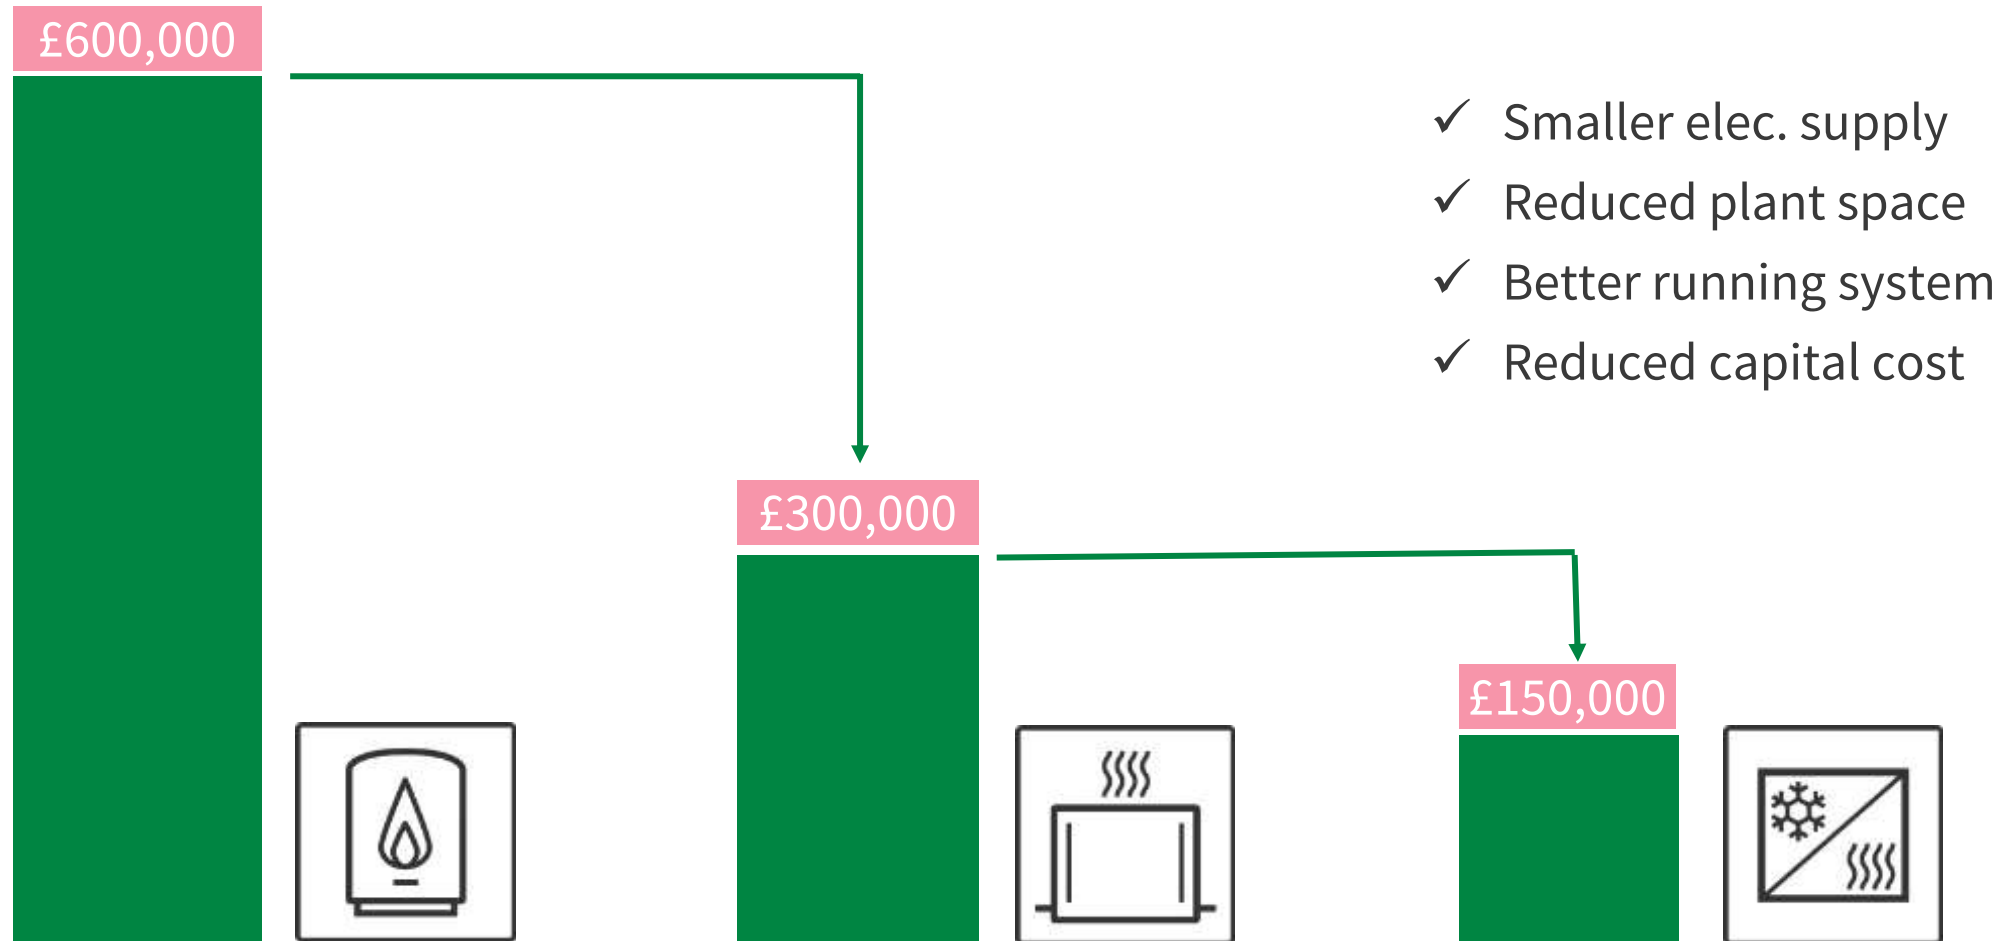 £600,000
✓ Smaller elec. supply
✓ Reduced plant space
✓ Better running system
✓ Reduced capital cost
£300,000
£150,000